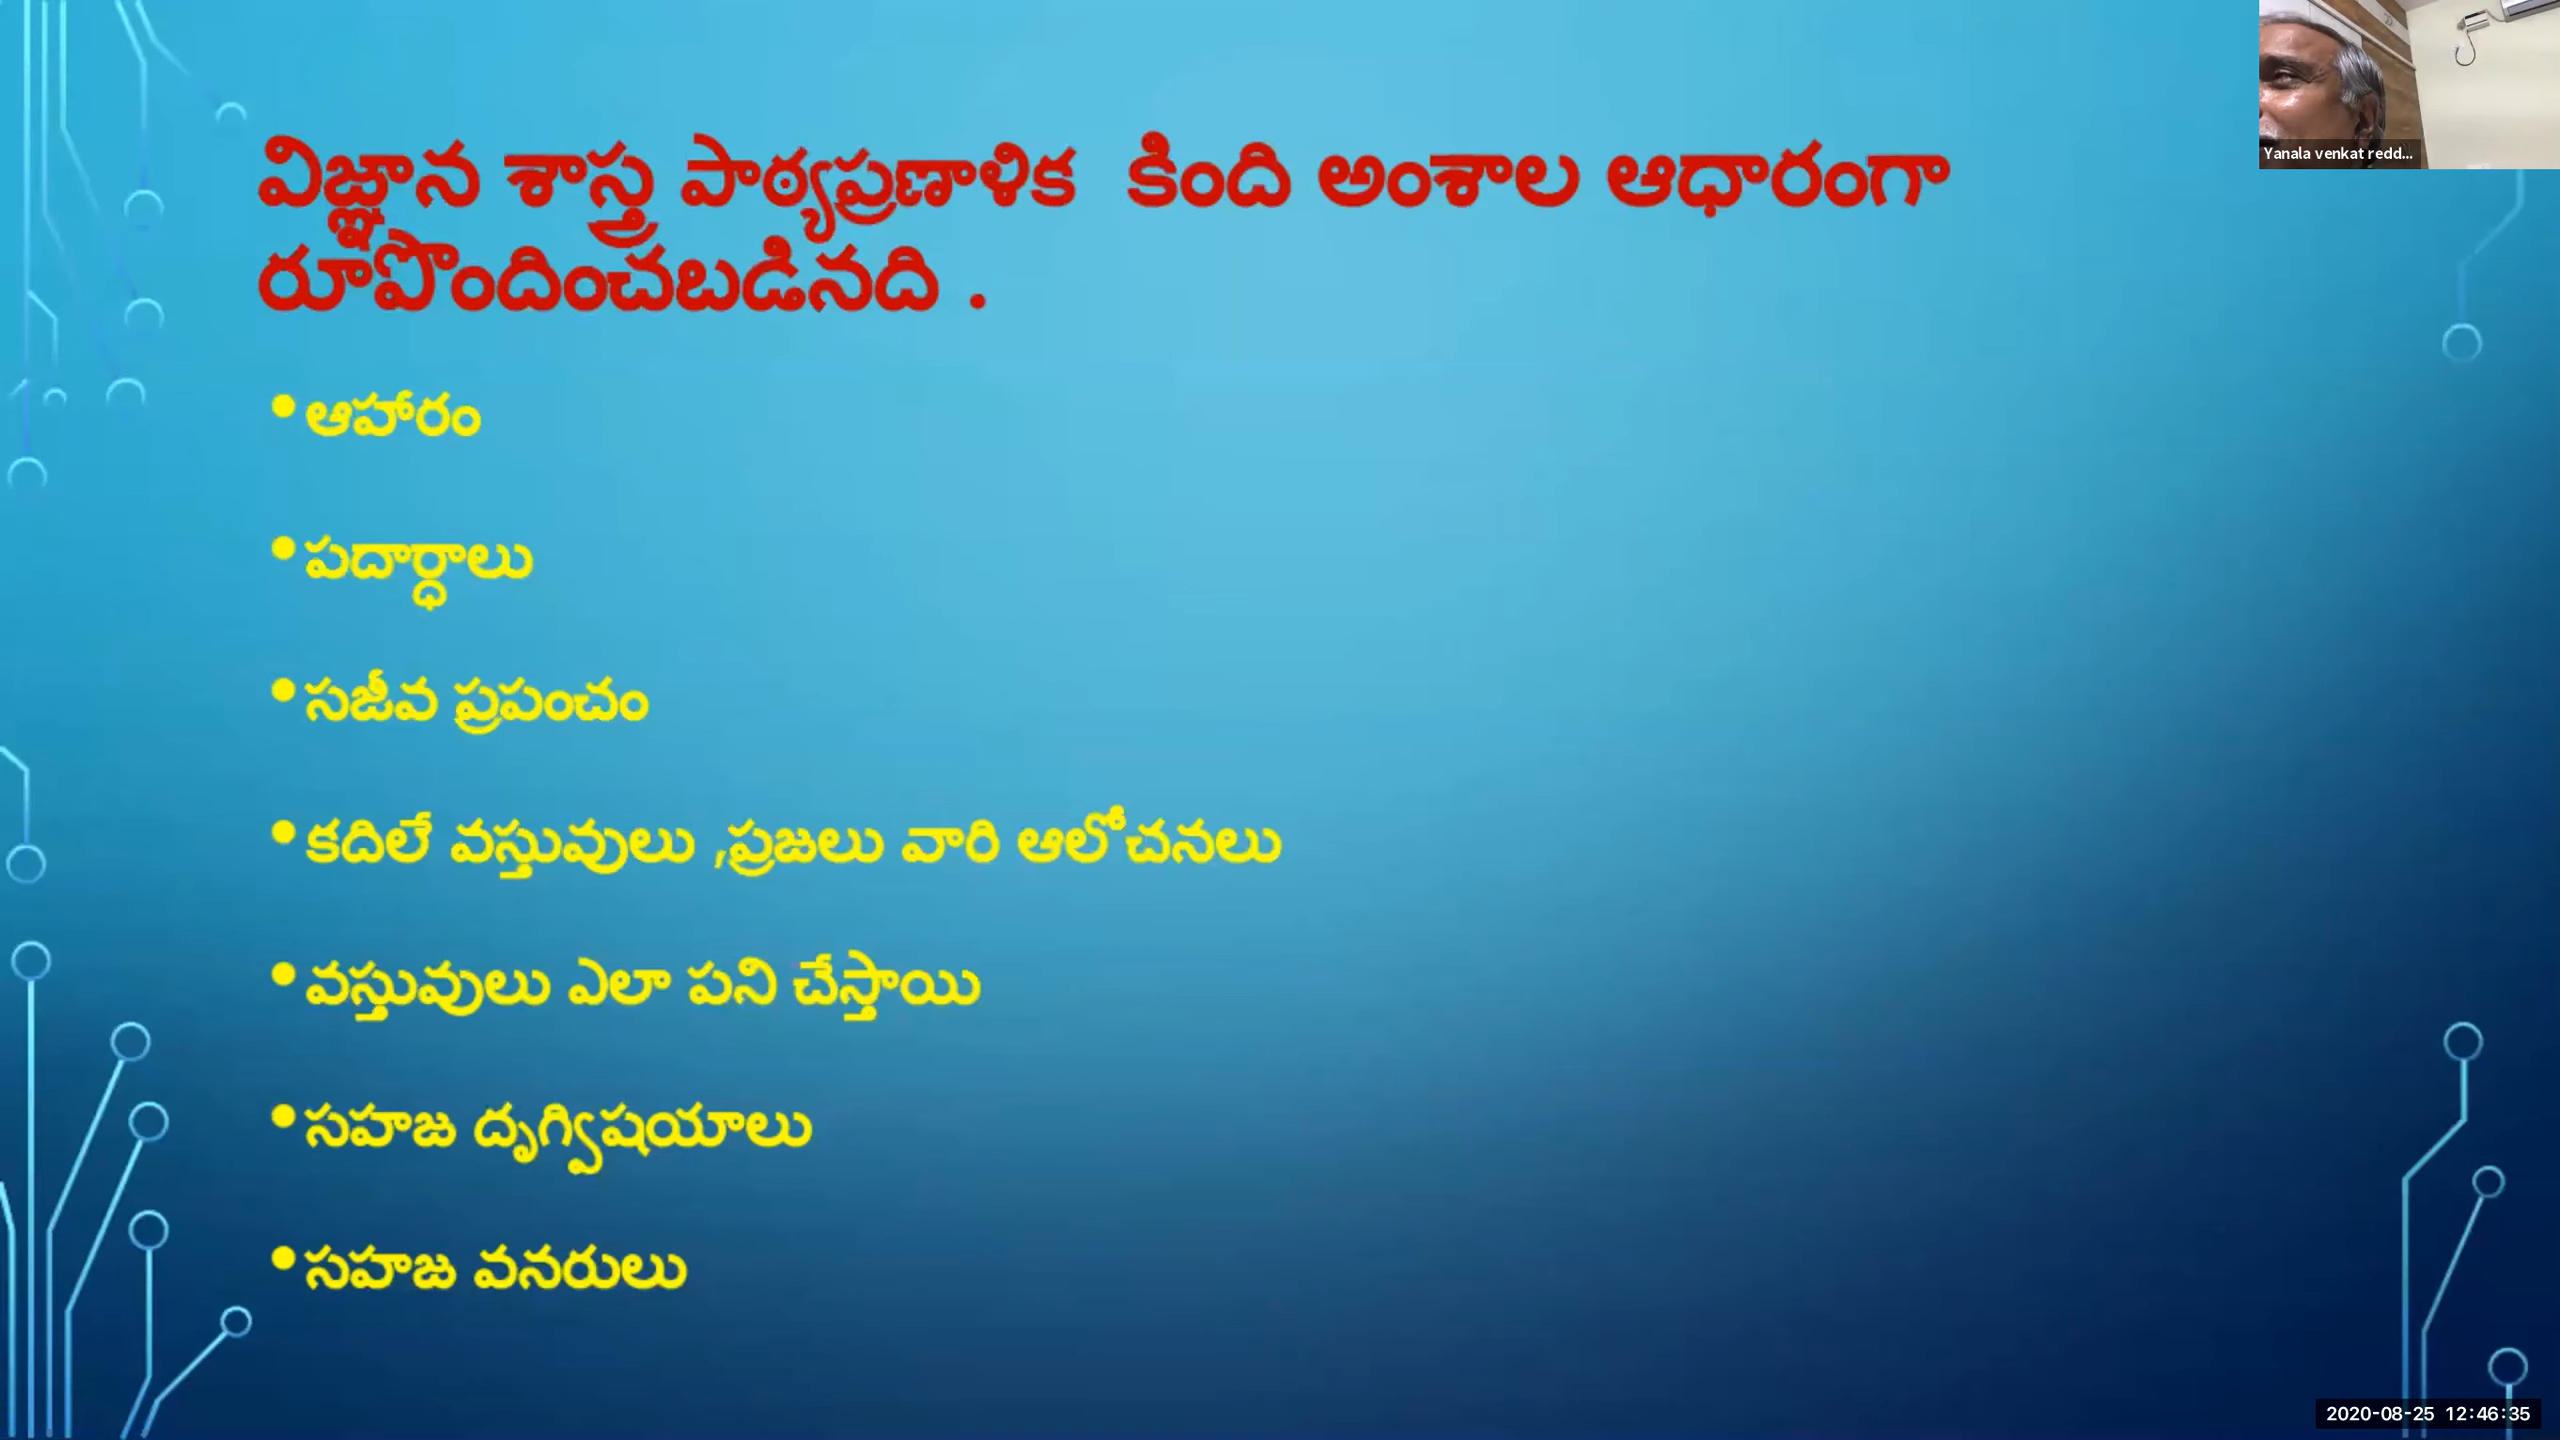 విజ్ఞాన శాస్త్ర పాఠ్యప్రణాళిక కింది అంశాల ఆధారంగా
రూపొందించబడినది .
•ఆహారం
•పదార్ధాలు
•సజీవ ప్రపంచం
•కదిలే వస్తువులు ,ప్రజలు వారి ఆలోచనలు
•వస్తువులు ఎలా పని చేస్తాయి
•సహజ దృగ్విషయాలు
•సహజ వనరులు
Yanala venkat redd...
2020-08-25 12:46:35